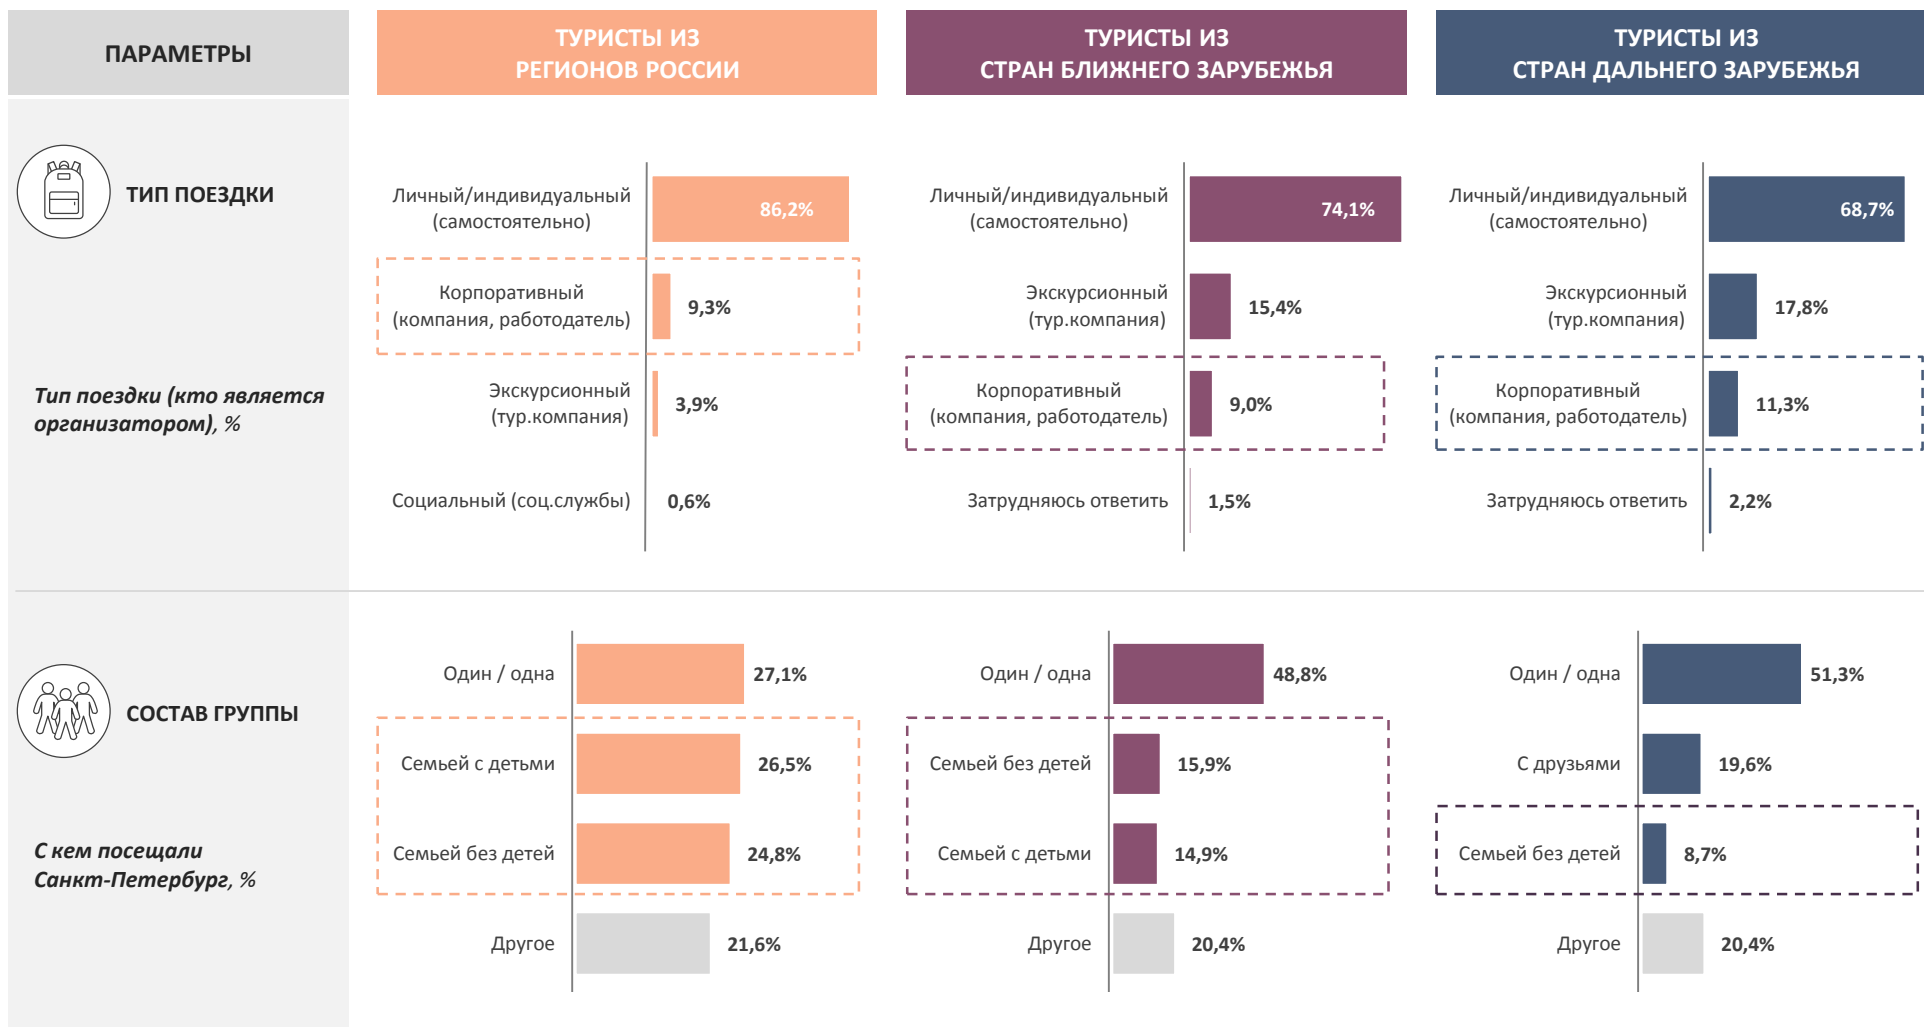 ПАРАМЕТРЫ
ТУРИСТЫ ИЗ
РЕГИОНОВ РОССИИ
ТУРИСТЫ ИЗ
СТРАН БЛИЖНЕГО ЗАРУБЕЖЬЯ
ТУРИСТЫ ИЗ
СТРАН ДАЛЬНЕГО ЗАРУБЕЖЬЯ
ТИП ПОЕЗДКИ
Тип поездки (кто является
организатором), %
Личный/индивидуальный
(самостоятельно)
86,2%
Корпоративный
(компания, работодатель)
9,3%
Экскурсионный
(тур.компания)
3,9%
Социальный (соц.службы)
0,6%
Личный/индивидуальный
(самостоятельно)
74,1%
Экскурсионный
(тур.компания)
15,4%
Корпоративный
(компания, работодатель)
9,0%
Затрудняюсь ответить
1,5%
Личный/индивидуальный
(самостоятельно)
68,7%
Экскурсионный
(тур.компания)
17,8%
Корпоративный
(компания, работодатель)
11,3%
Затрудняюсь ответить
2,2%
СОСТАВ ГРУППЫ
С кем посещали
Санкт-Петербург, %
Один / одна
27,1%
Семьей с детьми
26,5%
Семьей без детей
24,8%
Другое
21,6%
Один / одна
48,8%
Семьей без детей
15,9%
Семьей с детьми
14,9%
Другое
20,4%
Один / одна
51,3%
С друзьями
19,6%
Семьей без детей
8,7%
Другое
20,4%